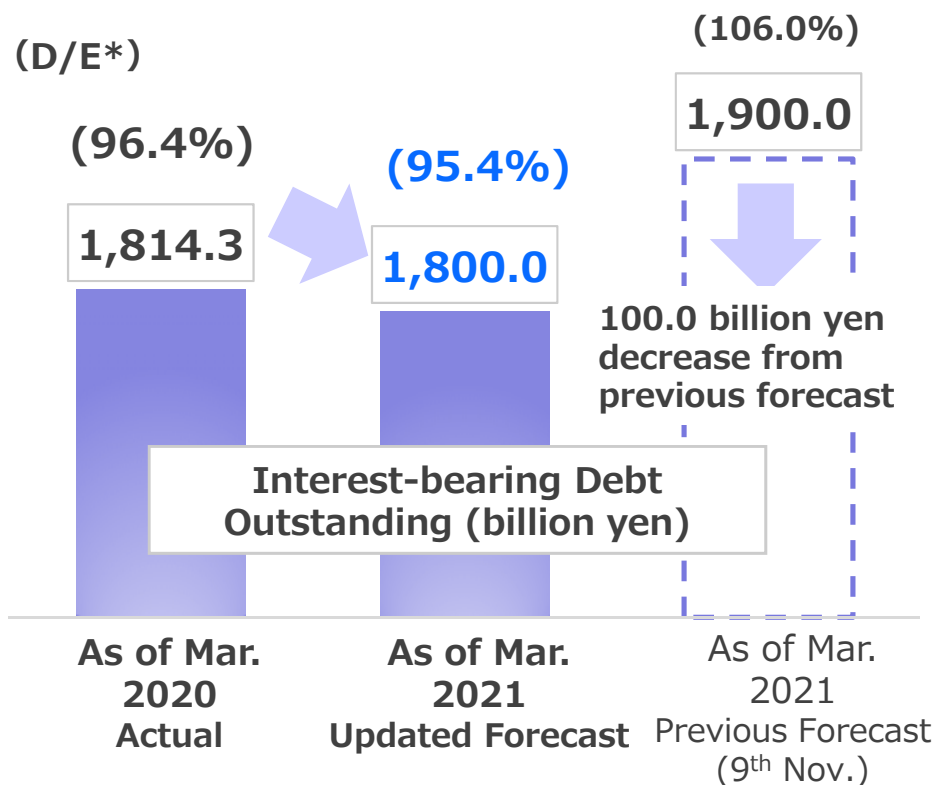 (D/E*)
(96.4%)
1,814.3
(95.4%)
1,800.0
(106.0%)
1,900.0
100.0 billion yen
decrease from
previous forecast
Interest-bearing Debt
Outstanding (billion yen)
As of Mar.
2020
Actual
As of Mar.
2021
Updated Forecast
As of Mar.
2021
Previous Forecast
(9th Nov.)